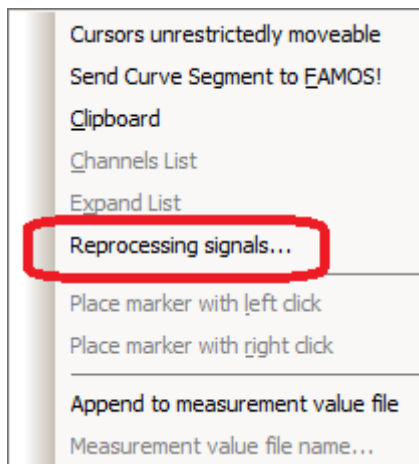 Cursors unrestrictedly moveable
Send Curve Segment to FAMOS!
Clipboard
Channels List
Expand List
Reprocessing signals...
Place marker with left click
Place marker with right click
Append to measurement value file
Measurement value file name...